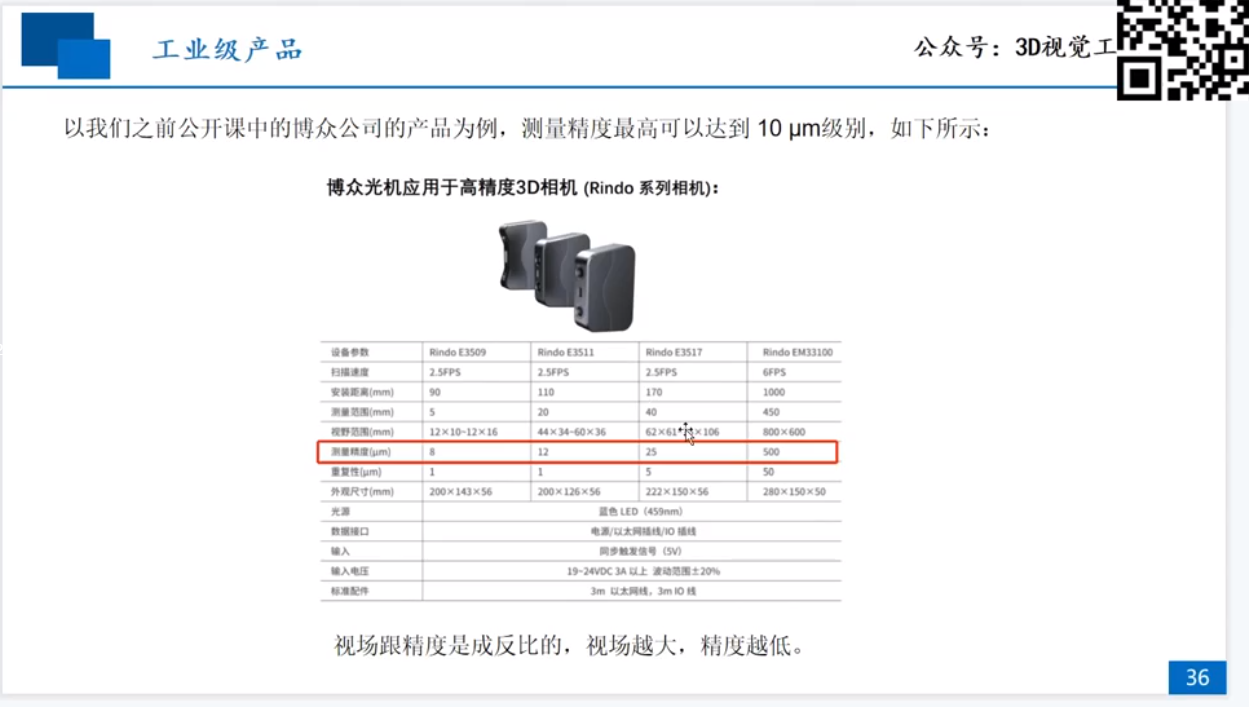 工业级产品
公众号：3D视觉工
以我们之前公开课中的博众公司的产品为例，测量精度最高可以达到 10 μm级别，如下所示：
博众光机应用于高精度3D相机 (Rindo 系列相机)：
设备参数 Rindo E3509 Rindo E3511 Rindo E3517 Rindo EM33100
扫描速度 2.5FPS 2.5FPS 2.5FPS 6FPS
安装距离(mm) 90 110 170 1000
测量范围(mm) 5 20 40 450
视野范围(mm) 12×10~12×16 44×34~60×36 62×61 ×106 800×600
测量精度(μm) 8 12 25 500
重复性(μm) 1 1 5 50
外观尺寸(mm) 200×143×56 200×126×56 222×150×56 280×150×50
光源 蓝色 LED（459nm）
数据接口 电源/以太网插线/IO 插线
输入 同步触发信号（5V）
输入电压 19~24VDC 3A 以上 波动范围±20%
标准配件 3m 以太网线，3m IO 线
视场跟精度是成反比的，视场越大，精度越低。
36